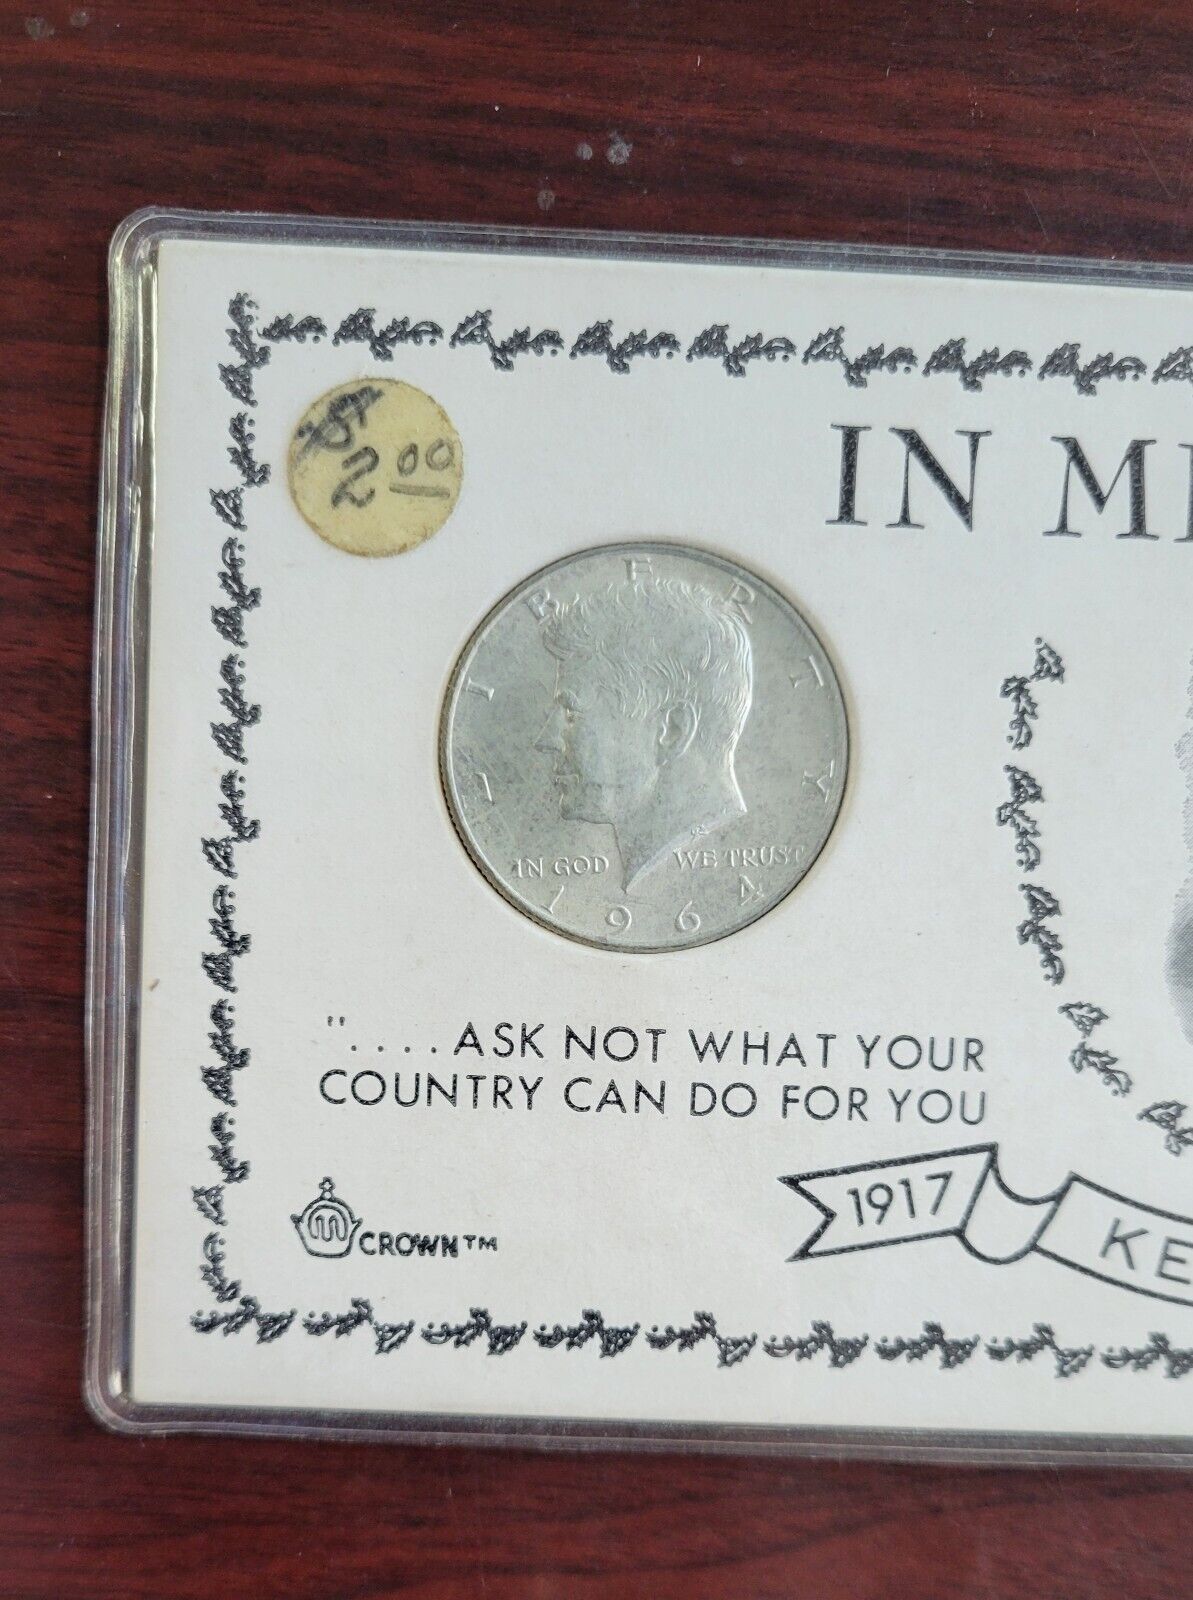 2.00
IN ME
LIBERTY
IN GOD WE TRUST
1964
"....ASK NOT WHAT YOUR
COUNTRY CAN DO FOR YOU
1917 KE
CROWN™